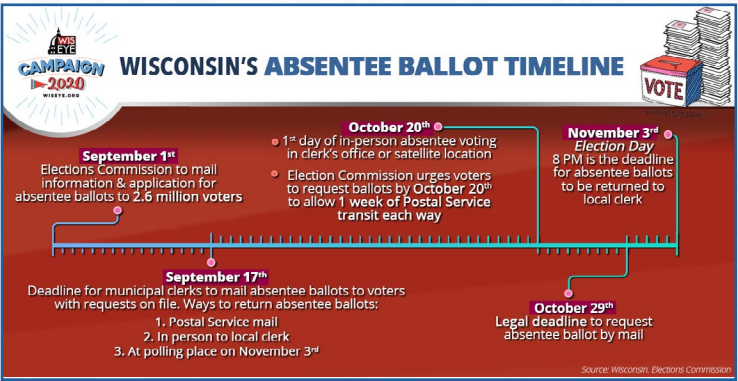 WIS
EYE
CAMPAIGN
2020
WISEYE.ORG
WISCONSIN'S ABSENTEE BALLOT TIMELINE
VOTE
September 1st
Elections Commission to mail
information & application for
absentee ballots to 2.6 million voters
October 20th
1st day of in-person absentee voting
in clerk's office or satellite location
Election Commission urges voters
to request ballots by October 20th
to allow 1 week of Postal Service
transit each way
November 3rd
Election Day
8 PM is the deadline
for absentee ballots
to be returned to
local clerk
September 17th
Deadline for municipal clerks to mail absentee ballots to voters
with requests on file. Ways to return absentee ballots:
1. Postal Service mail
2. In person to local clerk
3. At polling place on November 3rd
October 29th
Legal deadline to request
absentee ballot by mail
Source: Wisconsin. Elections Commission